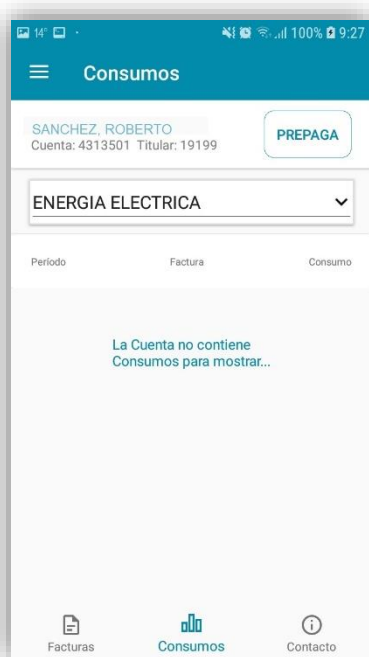 14° · 100% 9:27
Consumos
SANCHEZ, ROBERTO
Cuenta: 4313501 Titular: 19199
PREPAGA
ENERGIA ELECTRICA
Período Factura Consumo
La Cuenta no contiene
Consumos para mostrar...
Facturas Consumos Contacto